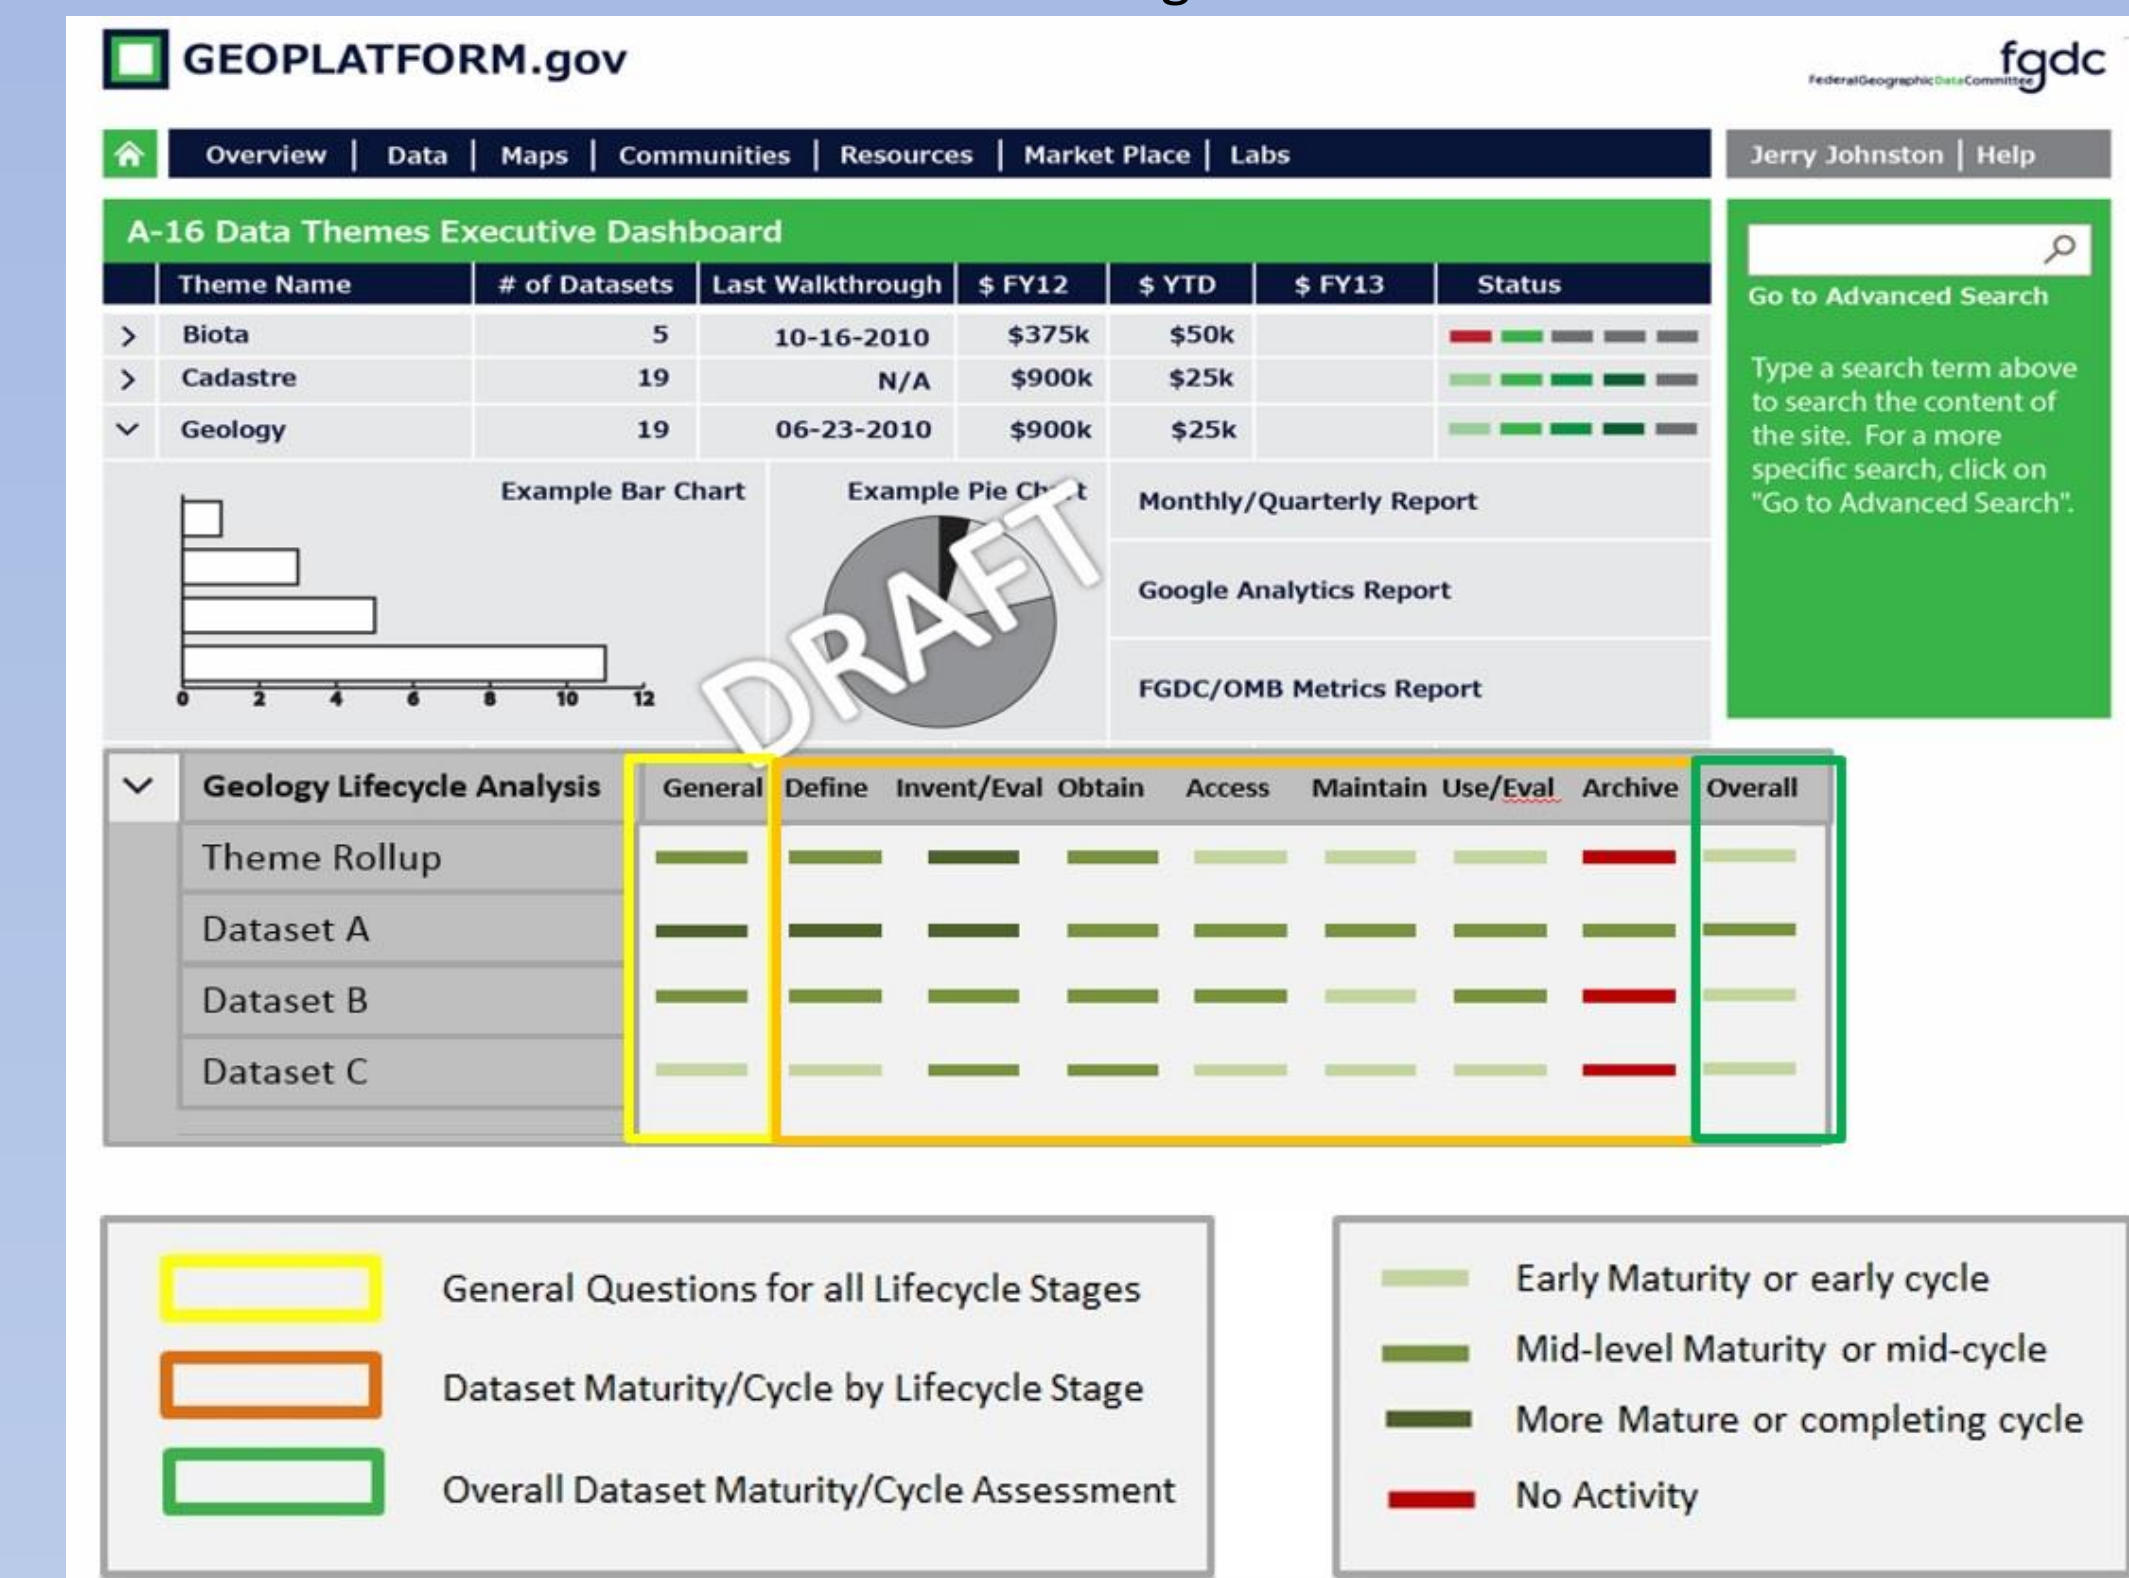 GEOPLATFORM.gov
fgdc
FederalGeographicDataCommittee
Overview | Data | Maps | Communities | Resources | Market Place | Labs
Jerry Johnston | Help
A-16 Data Themes Executive Dashboard
Theme Name # of Datasets Last Walkthrough $ FY12 $ YTD $ FY13 Status
Biota 5 10-16-2010 $375k $50k
Cadastre 19 N/A $900k $25k
Geology 19 06-23-2010 $900k $25k
Go to Advanced Search
Type a search term above
to search the content of
the site. For a more
specific search, click on
"Go to Advanced Search".
Example Bar Chart
0 2 4 6 8 10 12
Example Pie Chart
DRAFT
Monthly/Quarterly Report
Google Analytics Report
FGDC/OMB Metrics Report
Geology Lifecycle Analysis General Define Invent/Eval Obtain Access Maintain Use/Eval Archive Overall
Theme Rollup
Dataset A
Dataset B
Dataset C
General Questions for all Lifecycle Stages
Dataset Maturity/Cycle by Lifecycle Stage
Overall Dataset Maturity/Cycle Assessment
Early Maturity or early cycle
Mid-level Maturity or mid-cycle
More Mature or completing cycle
No Activity